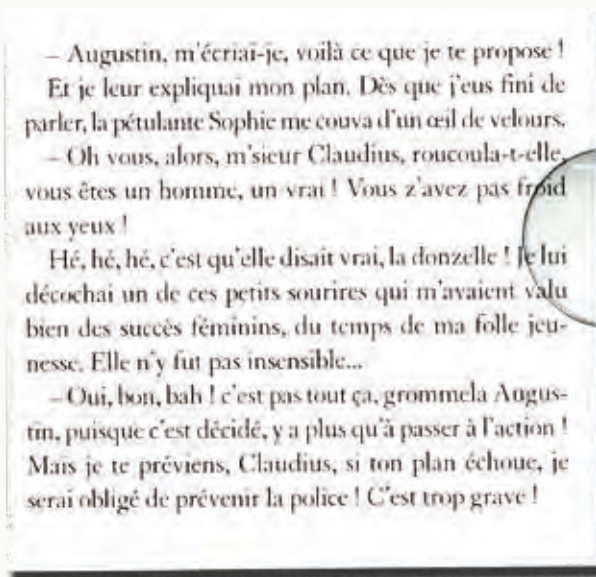 – Augustin, m'écriai-je, voilà ce que je te propose !
Et je leur expliquai mon plan. Dès que j'eus fini de
parler, la pétulante Sophie me couva d'un œil de velours.
– Oh vous, alors, m'sieur Claudius, roucoula-t-elle,
vous êtes un homme, un vrai ! Vous z'avez pas froid
aux yeux !
Hé, hé, hé, c'est qu'elle disait vrai, la donzelle ! Je lui
décochai un de ces petits sourires qui m'avaient valu
bien des succès féminins, du temps de ma folle jeu-
nesse. Elle n'y fut pas insensible...
– Oui, bon, bah ! c'est pas tout ça, grommela Augus-
tin, puisque c'est décidé, y a plus qu'à passer à l'action !
Mais je te préviens, Claudius, si ton plan échoue, je
serai obligé de prévenir la police ! C'est trop grave !